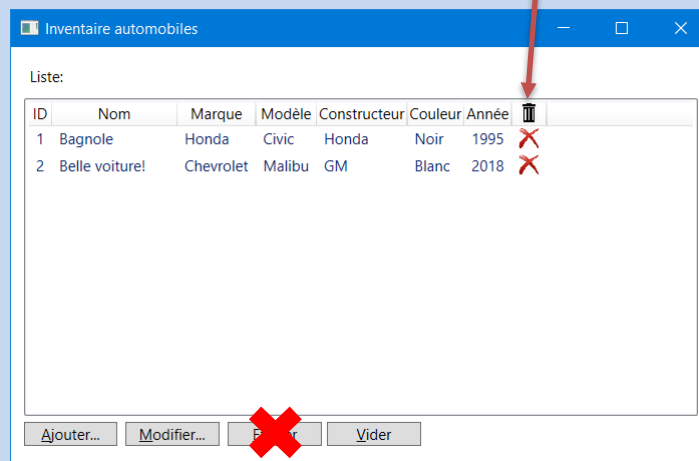 Inventaire automobiles
Liste:
ID Nom Marque Modèle Constructeur Couleur Année
1 Bagnole Honda Civic Honda Noir 1995
2 Belle voiture! Chevrolet Malibu GM Blanc 2018
Ajouter... Modifier... Vider